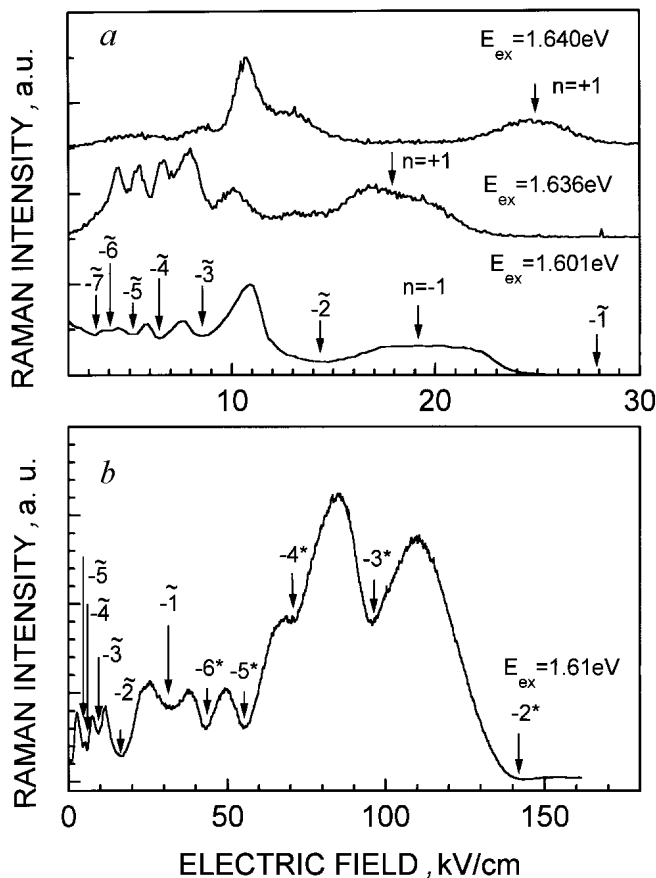 a
E_ex=1.640eV
n=+1
n=+1
E_ex=1.636eV
E_ex=1.601eV
-7̃
-6̃
-5̃
-4̃
-3̃
-2̃
n=-1
-1̃
10
20
30
RAMAN INTENSITY, a.u.
b
-5̃
-4̃
-3̃
-2̃
-1̃
-6*
-5*
-4*
-3*
E_ex=1.61eV
-2*
0
50
100
150
RAMAN INTENSITY, a. u.
ELECTRIC FIELD, kV/cm